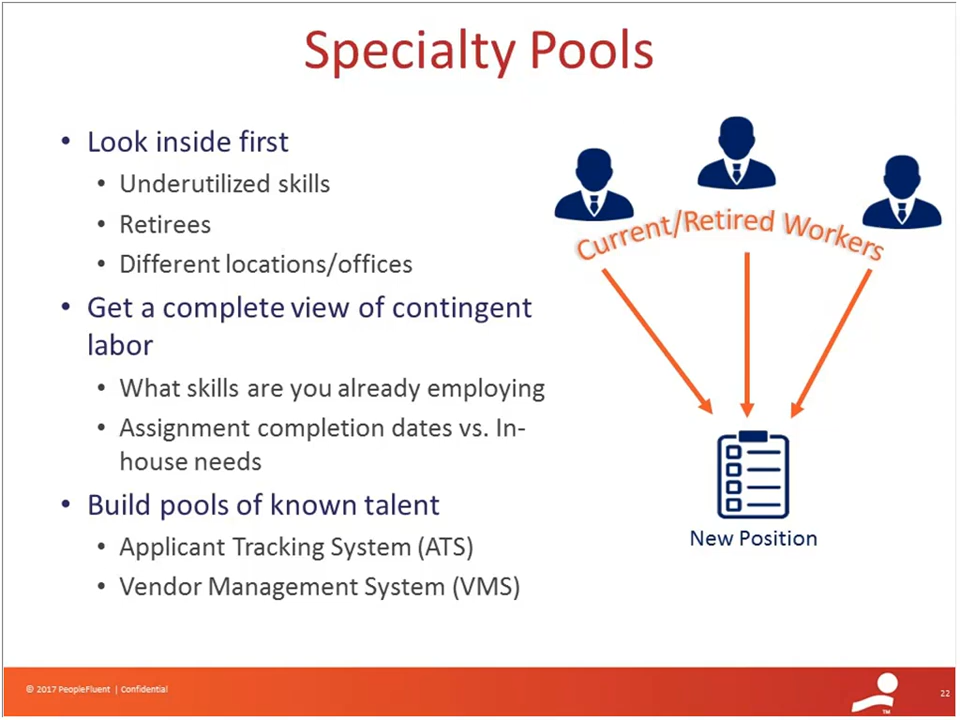 Specialty Pools
• Look inside first
• Underutilized skills
• Retirees
• Different locations/offices
• Get a complete view of contingent
labor
• What skills are you already employing
• Assignment completion dates vs. In-
house needs
• Build pools of known talent
• Applicant Tracking System (ATS)
• Vendor Management System (VMS)
Current/Retired Workers
New Position
© 2017 PeopleFluent | Confidential
TM
22